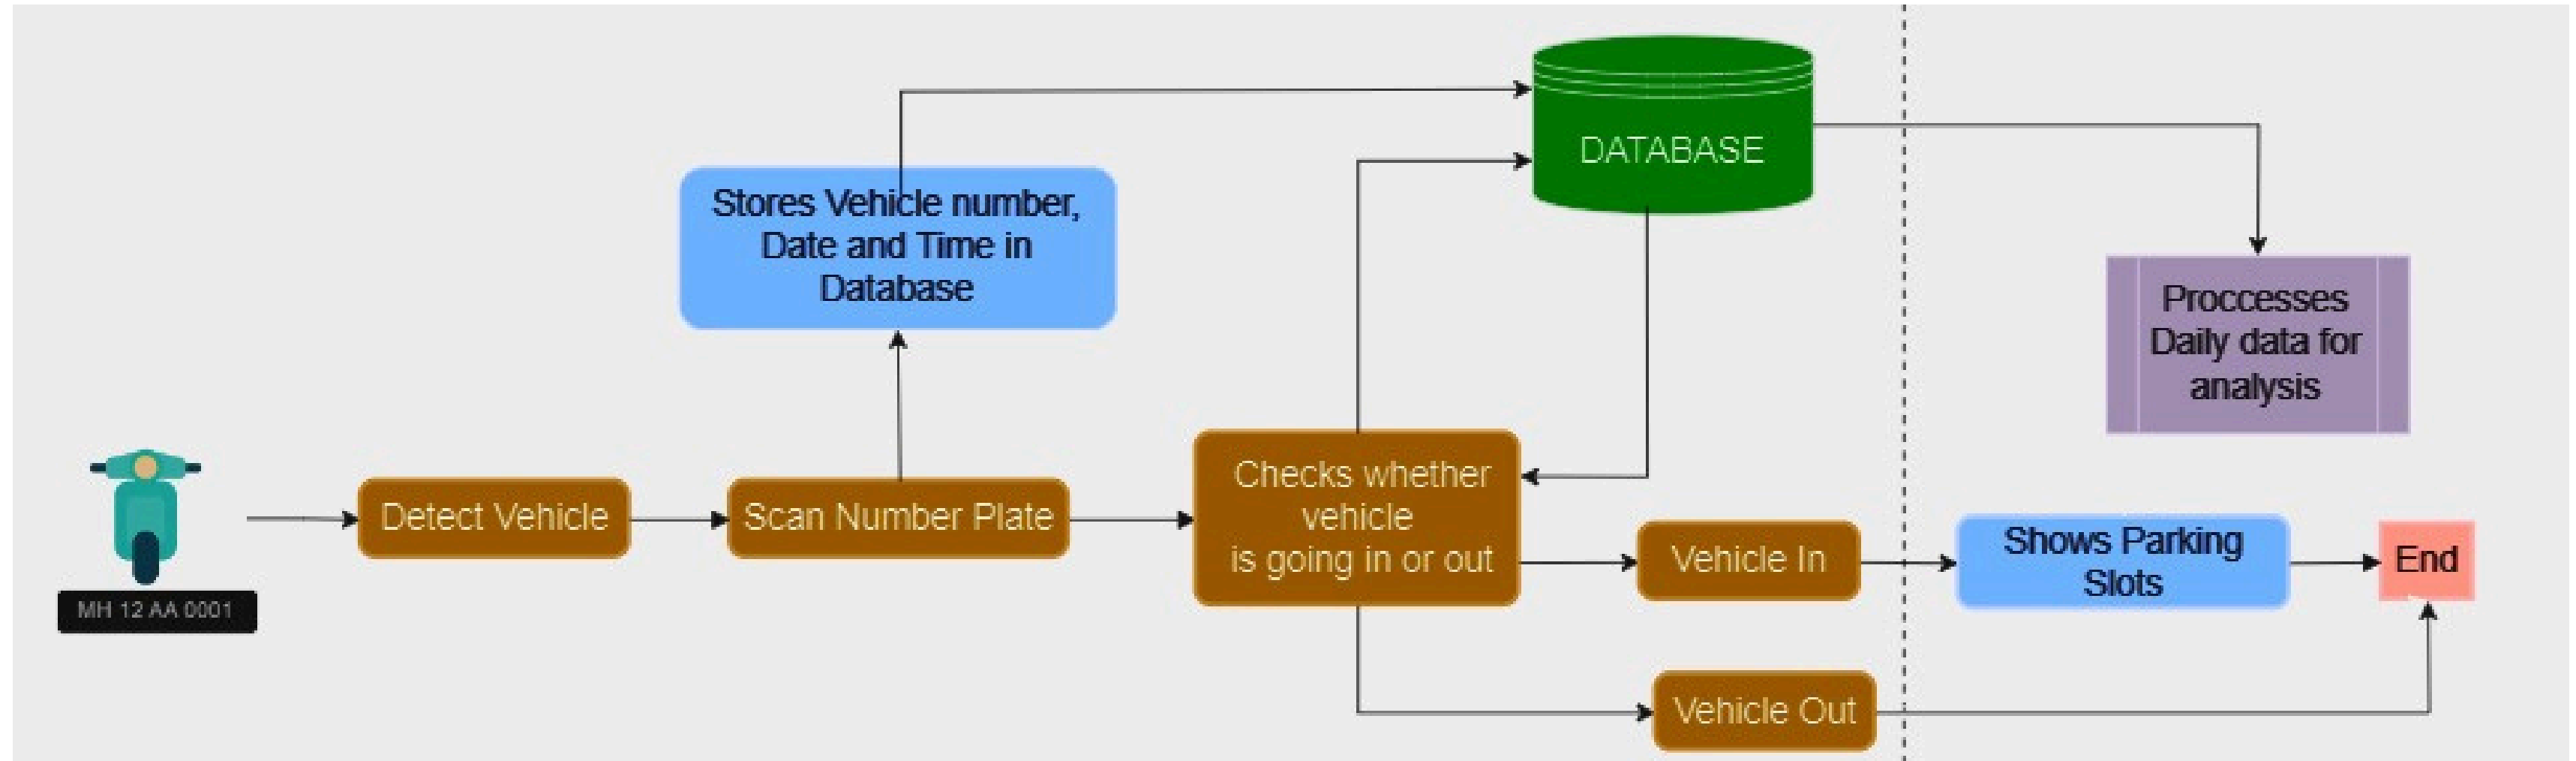 DATABASE
Stores Vehicle number,
Date and Time in
Database
Proccesses
Daily data for
analysis
MH 12 AA 0001
Detect Vehicle
Scan Number Plate
Checks whether
vehicle
is going in or out
Vehicle In
Shows Parking
Slots
End
Vehicle Out